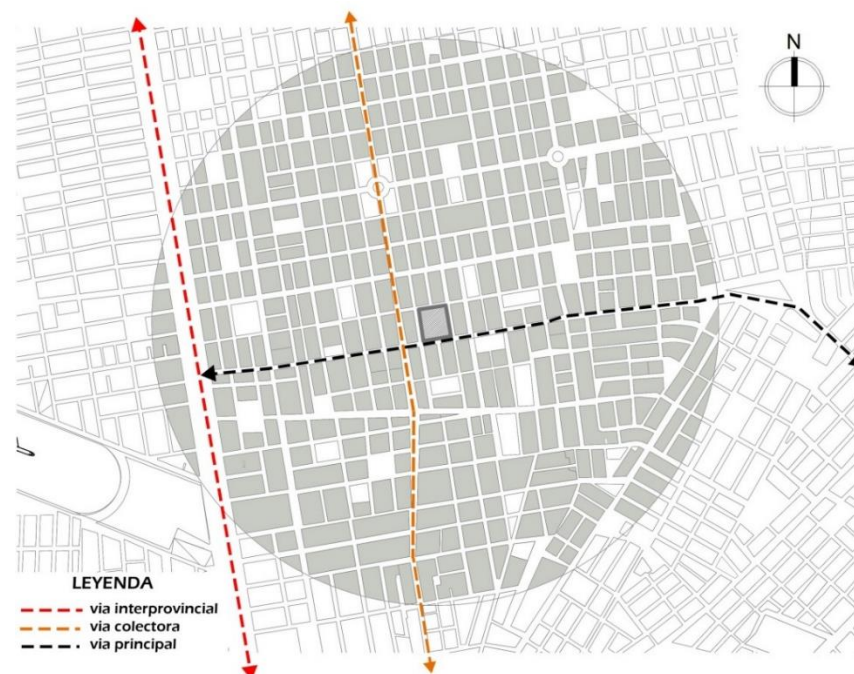 N
LEYENDA
via interprovincial
via colectora
via principal